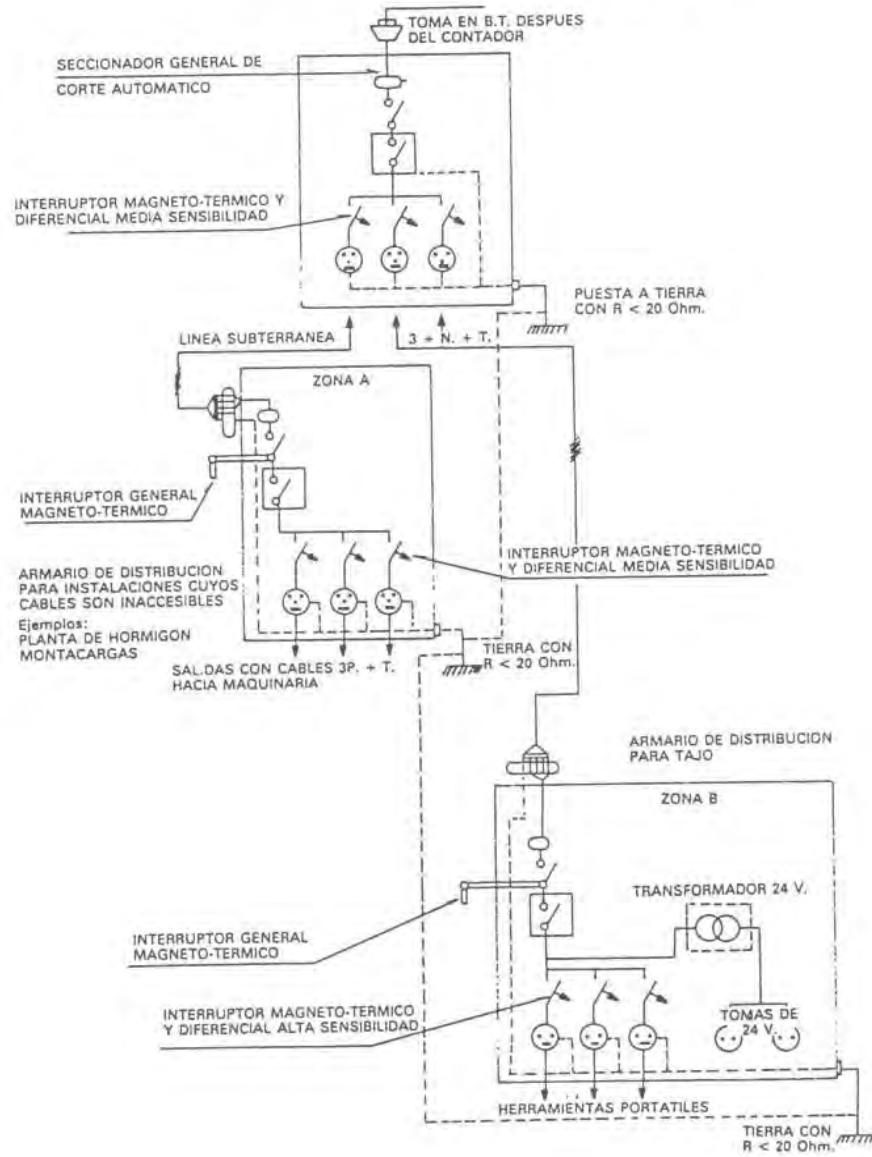 TOMA EN B.T. DESPUES
DEL CONTADOR
SECCIONADOR GENERAL DE
CORTE AUTOMATICO
INTERRUPTOR MAGNETO-TERMICO Y
DIFERENCIAL MEDIA SENSIBILIDAD
PUESTA A TIERRA
CON R < 20 Ohm.
LINEA SUBTERRANEA
3 + N. + T.
ZONA A
INTERRUPTOR GENERAL
MAGNETO-TERMICO
INTERRUPTOR MAGNETO-TERMICO
Y DIFERENCIAL MEDIA SENSIBILIDAD
ARMARIO DE DISTRIBUCION
PARA INSTALACIONES CUYOS
CABLES SON INACCESIBLES
Ejemplos:
PLANTA DE HORMIGON
MONTACARGAS
SAL.DAS CON CABLES 3P. + T.
HACIA MAQUINARIA
TIERRA CON
R < 20 Ohm.
ARMARIO DE DISTRIBUCION
PARA TAJO
ZONA B
TRANSFORMADOR 24 V.
INTERRUPTOR GENERAL
MAGNETO-TERMICO
INTERRUPTOR MAGNETO-TERMICO
Y DIFERENCIAL ALTA SENSIBILIDAD
TOMAS DE
24 V.
HERRAMIENTAS PORTATILES
TIERRA CON
R < 20 Ohm.